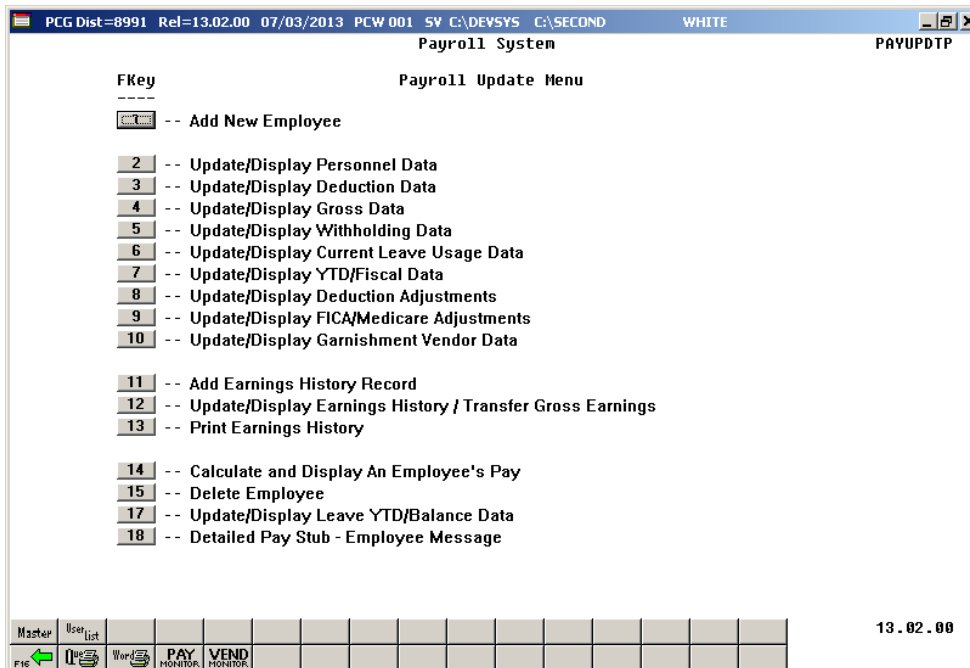 PCG Dist=8991 Rel=13.02.00 07/03/2013 PCW 001 SV C:\DEVSYS C:\SECOND WHITE
Payroll System PAYUPDTP
FKey Payroll Update Menu
----
1 -- Add New Employee
2 -- Update/Display Personnel Data
3 -- Update/Display Deduction Data
4 -- Update/Display Gross Data
5 -- Update/Display Withholding Data
6 -- Update/Display Current Leave Usage Data
7 -- Update/Display YTD/Fiscal Data
8 -- Update/Display Deduction Adjustments
9 -- Update/Display FICA/Medicare Adjustments
10 -- Update/Display Garnishment Vendor Data
11 -- Add Earnings History Record
12 -- Update/Display Earnings History / Transfer Gross Earnings
13 -- Print Earnings History
14 -- Calculate and Display An Employee's Pay
15 -- Delete Employee
17 -- Update/Display Leave YTD/Balance Data
18 -- Detailed Pay Stub - Employee Message
Master User List 13.02.00
F16 Que Word PAY MONITOR VEND MONITOR